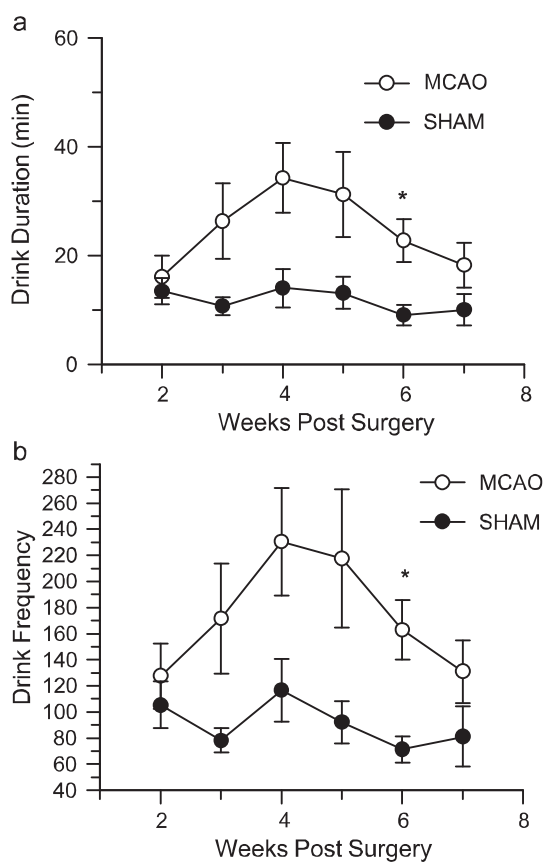 a
60
MCAO
SHAM
40
*
20
0
Drink Duration (min)
2
4
6
8
Weeks Post Surgery
b
280
MCAO
260
SHAM
240
220
*
200
180
160
140
120
100
80
60
40
Drink Frequency
2
4
6
8
Weeks Post Surgery